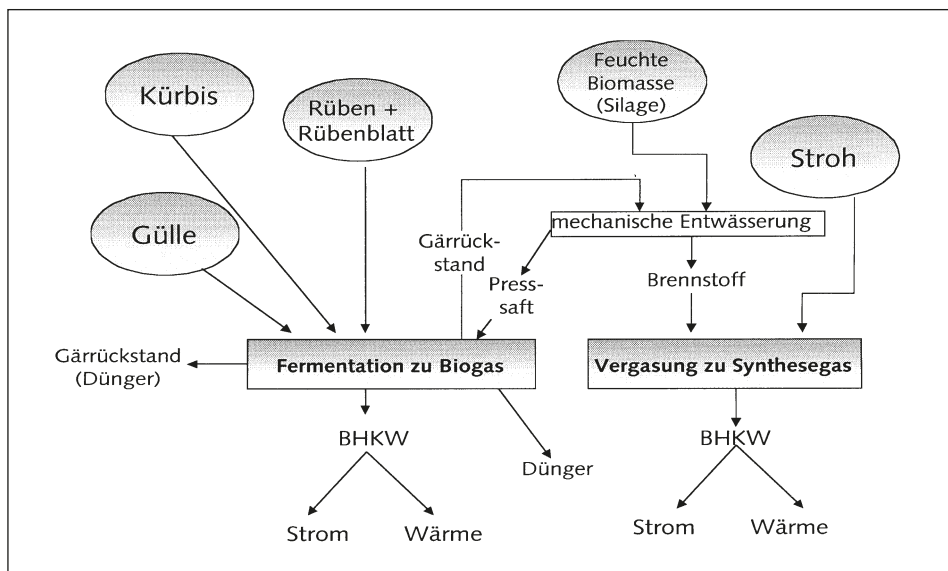 Kürbis
Rüben +
Rübenblatt
Feuchte
Biomasse
(Silage)
Stroh
Gülle
mechanische Entwässerung
Gärrück-
stand
Press-
saft
Brennstoff
Gärrückstand
(Dünger)
Fermentation zu Biogas
Vergasung zu Synthesegas
BHKW
Dünger
BHKW
Strom
Wärme
Strom
Wärme